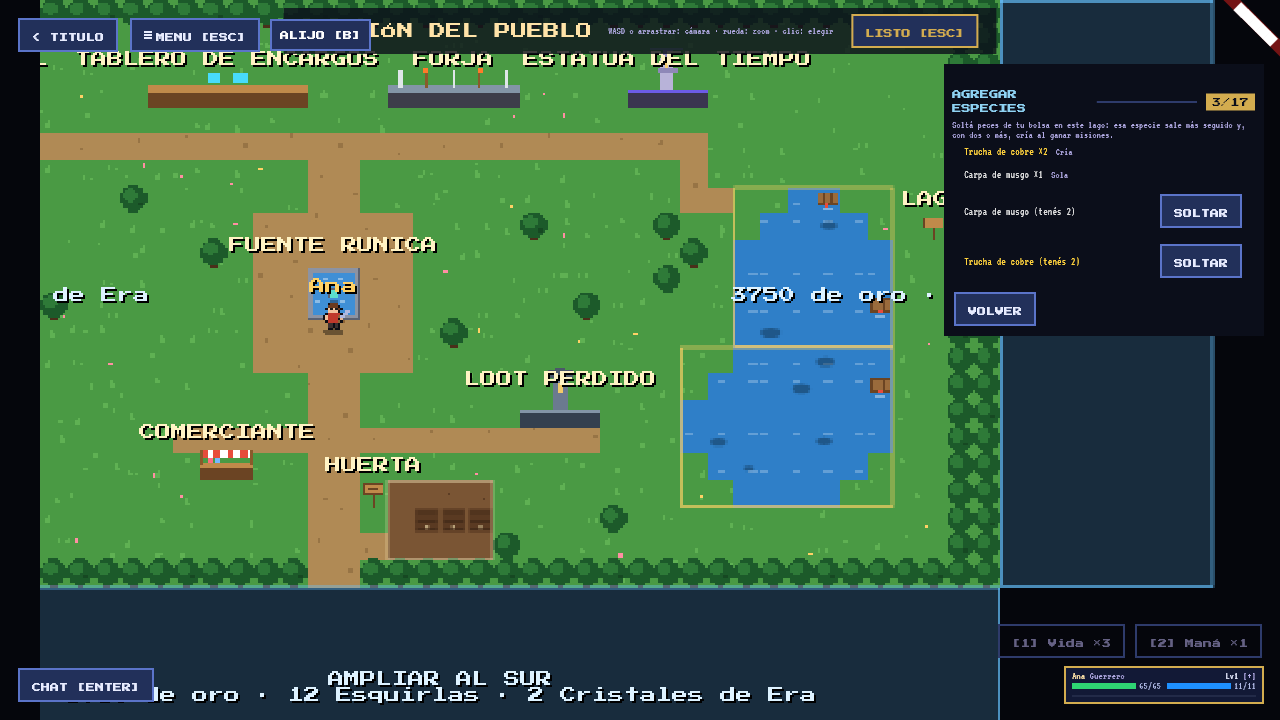 < TITULO
≡ MENU [ESC]
ALIJO [B]
IÓN DEL PUEBLO
WASD o arrastrar: cámara · rueda: zoom · clic: elegir
LISTO [ESC]
TABLERO DE ENCARGOS
FORJA
ESTATUA DEL TIEMPO
AGREGAR ESPECIES
3/17
Soltá peces de tu bolsa en este lago: esa especie sale más seguido y,
con dos o más, cría al ganar misiones.
Trucha de cobre ×2 Cría
Carpa de musgo ×1 Sola
Carpa de musgo (tenés 2)
SOLTAR
Trucha de cobre (tenés 2)
SOLTAR
VOLVER
LAG
FUENTE RUNICA
Ana
de Era
3750 de oro ·
LOOT PERDIDO
COMERCIANTE
HUERTA
[1] Vida ×3
[2] Maná ×1
AMPLIAR AL SUR
CHAT [ENTER]
de oro · 12 Esquirlas · 2 Cristales de Era
Ana Guerrero
Lv1 [+]
65/65
11/11